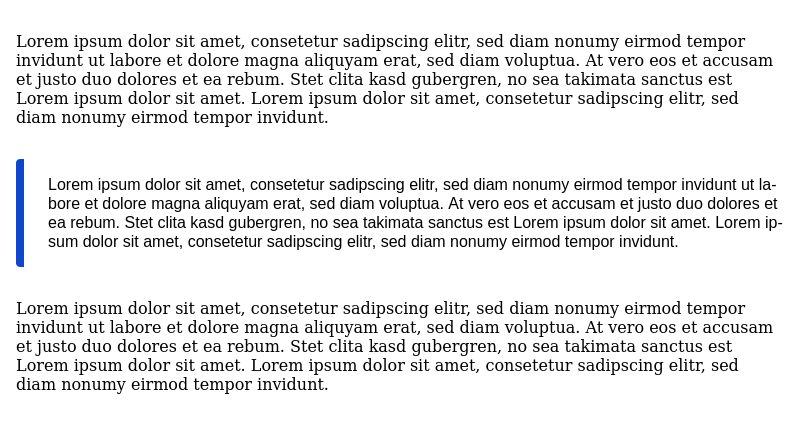 Lorem ipsum dolor sit amet, consetetur sadipscing elitr, sed diam nonumy eirmod tempor
invidunt ut labore et dolore magna aliquyam erat, sed diam voluptua. At vero eos et accusam
et justo duo dolores et ea rebum. Stet clita kasd gubergren, no sea takimata sanctus est
Lorem ipsum dolor sit amet. Lorem ipsum dolor sit amet, consetetur sadipscing elitr, sed
diam nonumy eirmod tempor invidunt.
Lorem ipsum dolor sit amet, consetetur sadipscing elitr, sed diam nonumy eirmod tempor invidunt ut la-
bore et dolore magna aliquyam erat, sed diam voluptua. At vero eos et accusam et justo duo dolores et
ea rebum. Stet clita kasd gubergren, no sea takimata sanctus est Lorem ipsum dolor sit amet. Lorem ip-
sum dolor sit amet, consetetur sadipscing elitr, sed diam nonumy eirmod tempor invidunt.
Lorem ipsum dolor sit amet, consetetur sadipscing elitr, sed diam nonumy eirmod tempor
invidunt ut labore et dolore magna aliquyam erat, sed diam voluptua. At vero eos et accusam
et justo duo dolores et ea rebum. Stet clita kasd gubergren, no sea takimata sanctus est
Lorem ipsum dolor sit amet. Lorem ipsum dolor sit amet, consetetur sadipscing elitr, sed
diam nonumy eirmod tempor invidunt.